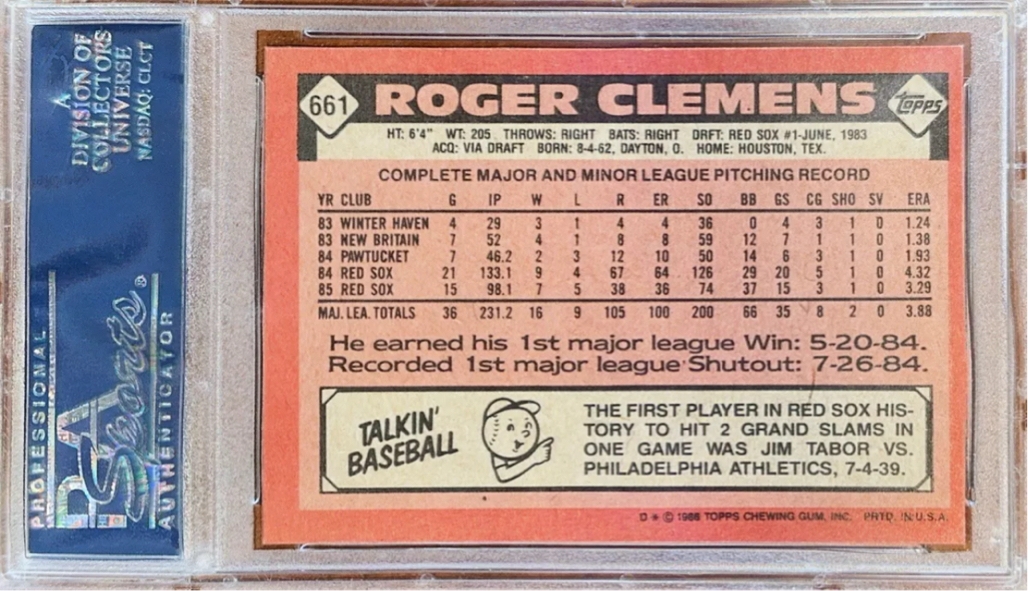 A
DIVISION OF
COLLECTORS
UNIVERSE
NASDAQ: CLCT
PROFESSIONAL
PSA
Sports®
AUTHENTICATOR
661 ROGER CLEMENS Topps
HT: 6'4" WT: 205 THROWS: RIGHT BATS: RIGHT DRFT: RED SOX #1-JUNE, 1983
ACQ: VIA DRAFT BORN: 8-4-62, DAYTON, O. HOME: HOUSTON, TEX.
COMPLETE MAJOR AND MINOR LEAGUE PITCHING RECORD
YR CLUB G IP W L R ER SO BB GS CG SHO SV ERA
83 WINTER HAVEN 4 29 3 1 4 4 36 0 4 3 1 0 1.24
83 NEW BRITAIN 7 52 4 1 8 8 59 12 7 1 1 0 1.38
84 PAWTUCKET 7 46.2 2 3 12 10 50 14 6 3 1 0 1.93
84 RED SOX 21 133.1 9 4 67 64 126 29 20 5 1 0 4.32
85 RED SOX 15 98.1 7 5 38 36 74 37 15 3 1 0 3.29
MAJ. LEA. TOTALS 36 231.2 16 9 105 100 200 66 35 8 2 0 3.88
He earned his 1st major league Win: 5-20-84.
Recorded 1st major league Shutout: 7-26-84.
TALKIN'
BASEBALL
THE FIRST PLAYER IN RED SOX HIS-
TORY TO HIT 2 GRAND SLAMS IN
ONE GAME WAS JIM TABOR VS.
PHILADELPHIA ATHLETICS, 7-4-39.
D * © 1986 TOPPS CHEWING GUM, INC. PRTD. IN U.S.A.